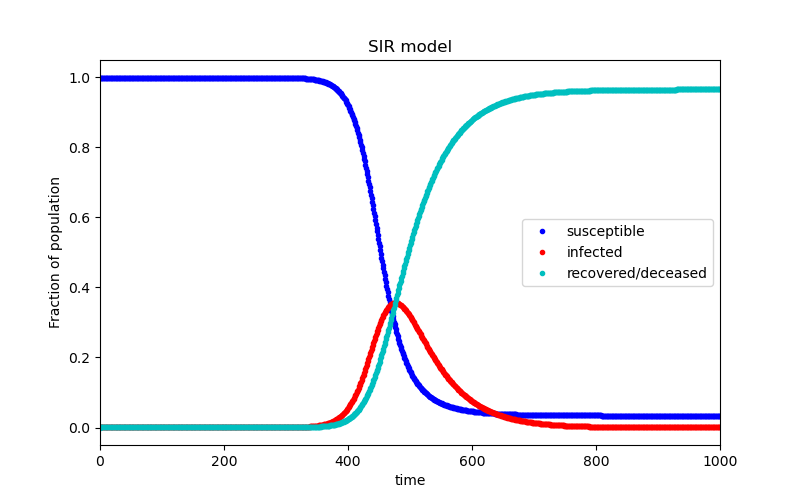 SIR model
Fraction of population
1.0
0.8
0.6
0.4
0.2
0.0
susceptible
infected
recovered/deceased
0 200 400 600 800 1000
time